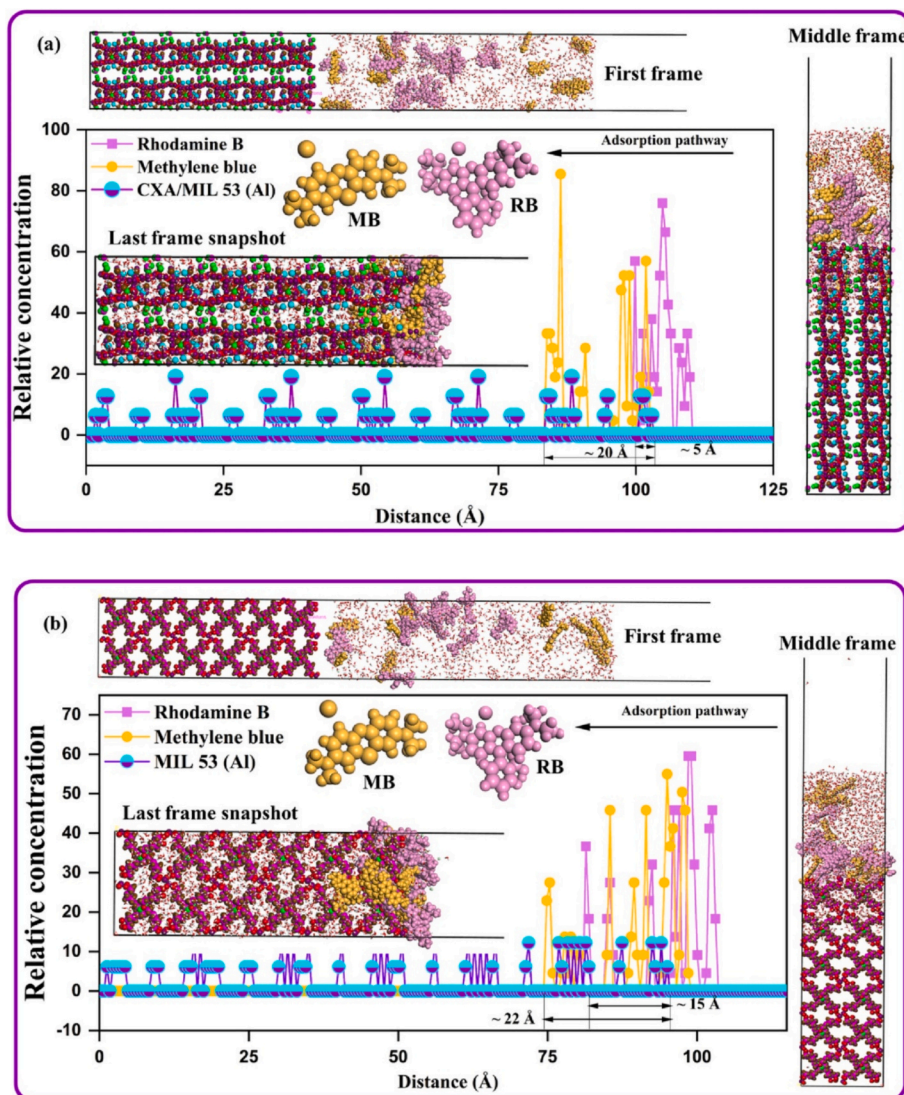 (a)
First frame
Middle frame
100
80
60
40
20
0
Relative concentration
Rhodamine B
Methylene blue
CXA/MIL 53 (Al)
MB
RB
Adsorption pathway
Last frame snapshot
~ 20 Å
~ 5 Å
0 25 50 75 100 125
Distance (Å)
(b)
First frame
Middle frame
70
60
50
40
30
20
10
0
-10
Relative concentration
Rhodamine B
Methylene blue
MIL 53 (Al)
MB
RB
Adsorption pathway
Last frame snapshot
~ 22 Å
~ 15 Å
0 25 50 75 100
Distance (Å)